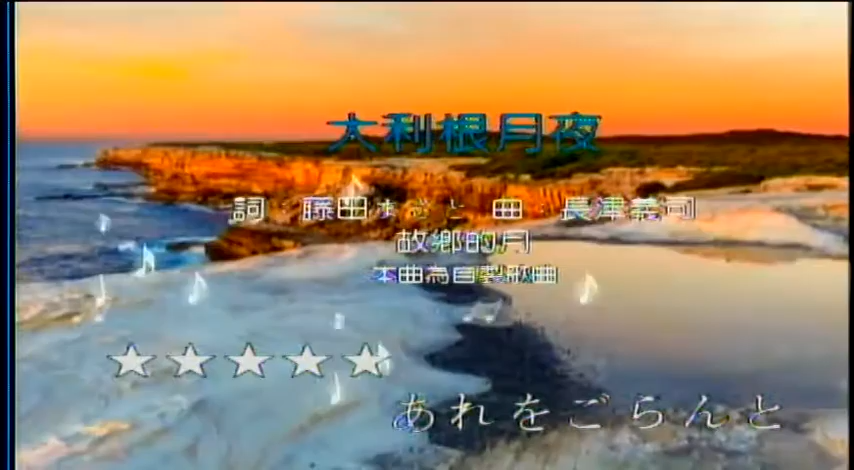 大利根月夜
詞：藤田まさと 曲：長津義司
故鄉的月
本曲為自製歌曲
★★★★★
あれをごらんと